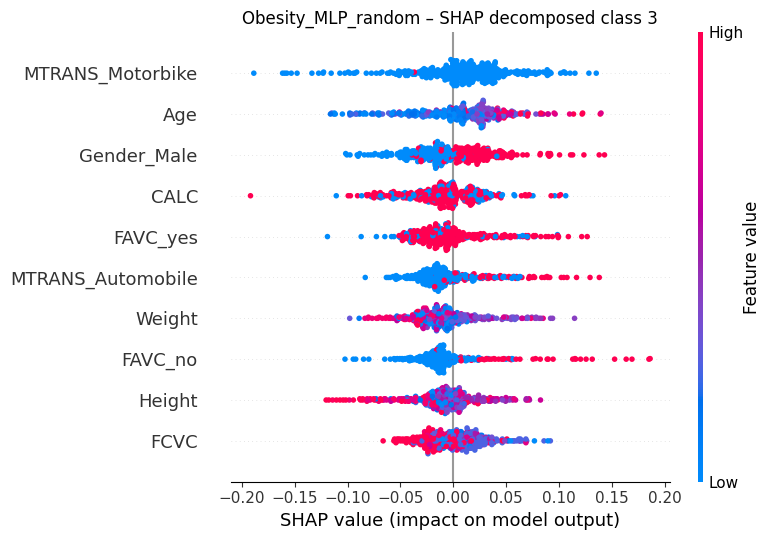 Obesity_MLP_random – SHAP decomposed class 3
High
MTRANS_Motorbike
Age
Gender_Male
CALC
FAVC_yes
MTRANS_Automobile
Weight
FAVC_no
Height
FCVC
Feature value
Low
−0.20 −0.15 −0.10 −0.05 0.00 0.05 0.10 0.15 0.20
SHAP value (impact on model output)